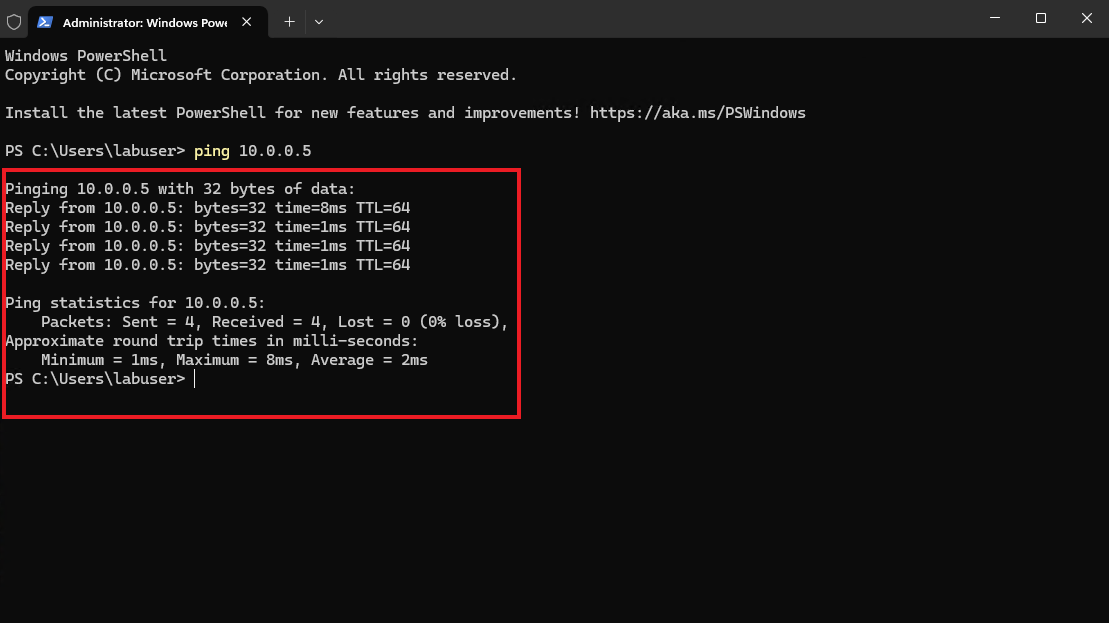 Administrator: Windows Powe
Windows PowerShell
Copyright (C) Microsoft Corporation. All rights reserved.
Install the latest PowerShell for new features and improvements! https://aka.ms/PSWindows
PS C:\Users\labuser> ping 10.0.0.5
Pinging 10.0.0.5 with 32 bytes of data:
Reply from 10.0.0.5: bytes=32 time=8ms TTL=64
Reply from 10.0.0.5: bytes=32 time=1ms TTL=64
Reply from 10.0.0.5: bytes=32 time=1ms TTL=64
Reply from 10.0.0.5: bytes=32 time=1ms TTL=64
Ping statistics for 10.0.0.5:
    Packets: Sent = 4, Received = 4, Lost = 0 (0% loss),
Approximate round trip times in milli-seconds:
    Minimum = 1ms, Maximum = 8ms, Average = 2ms
PS C:\Users\labuser>